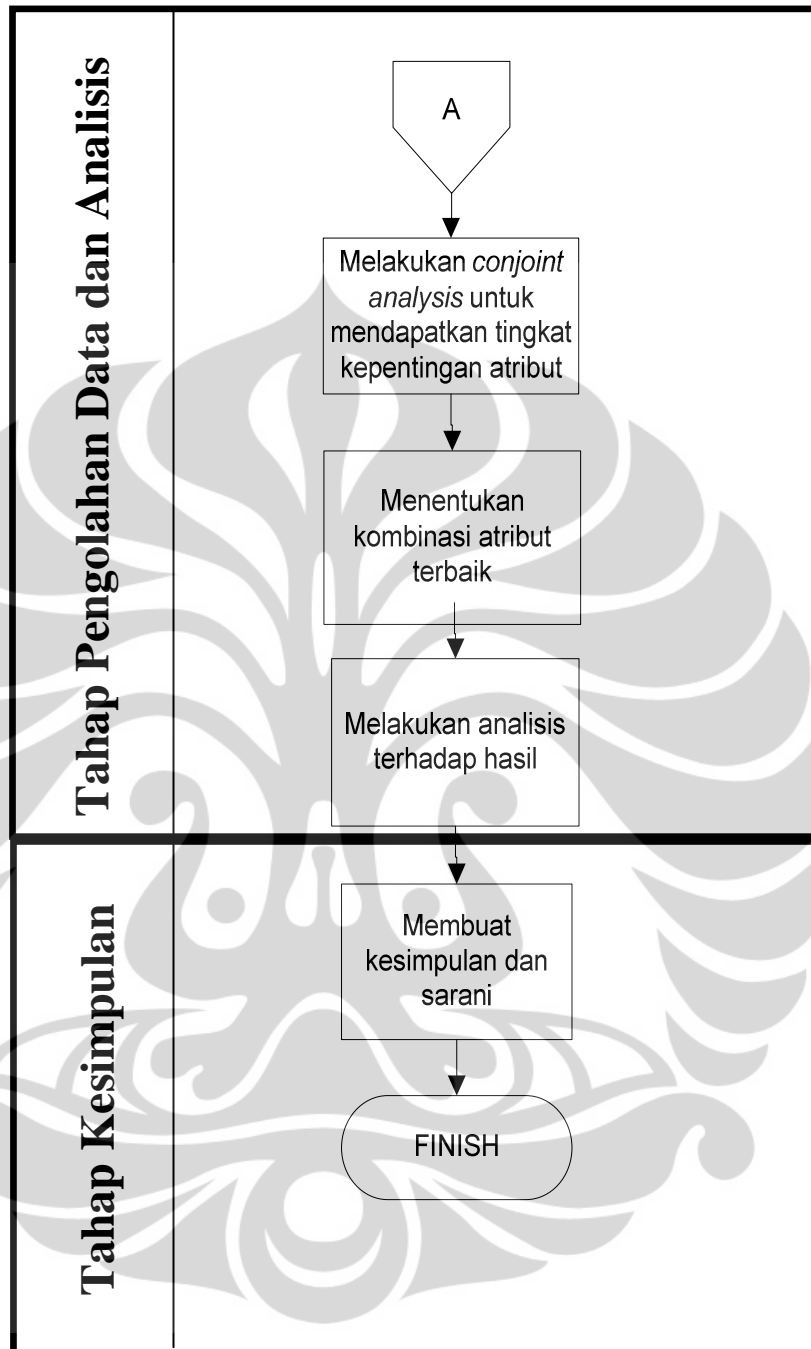 Tahap Pengolahan Data dan Analisis
A
Melakukan conjoint
analysis untuk
mendapatkan tingkat
kepentingan atribut
Menentukan
kombinasi atribut
terbaik
Melakukan analisis
terhadap hasil
Tahap Kesimpulan
Membuat
kesimpulan dan
sarani
FINISH